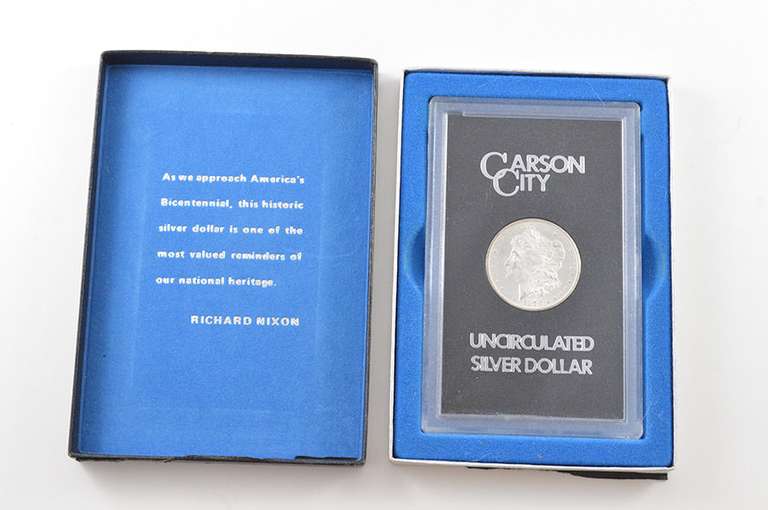 As we approach America's
Bicentennial, this historic
silver dollar is one of the
most valued reminders of
our national heritage.
RICHARD NIXON
CARSON
CITY
UNCIRCULATED
SILVER DOLLAR